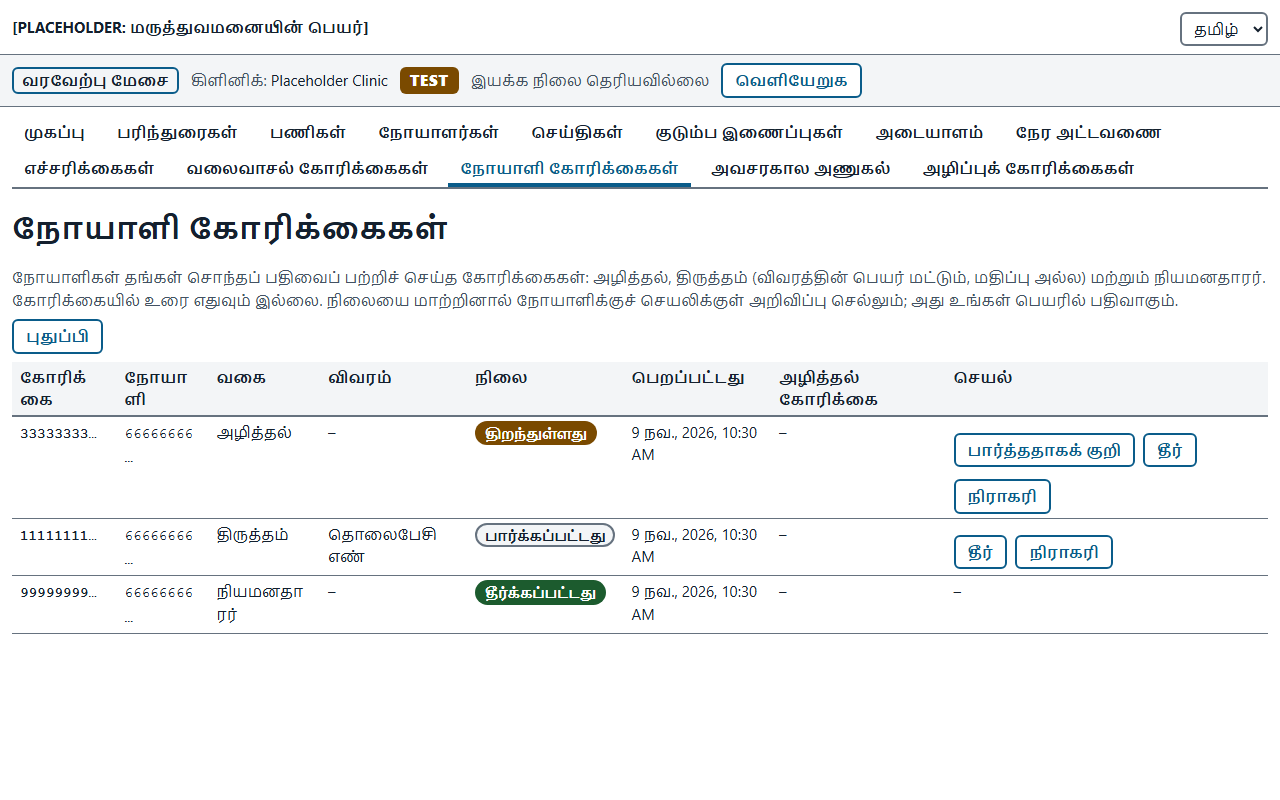 [PLACEHOLDER: மருத்துவமனையின் பெயர்]
தமிழ்
வரவேற்பு மேசை கிளினிக்: Placeholder Clinic TEST இயக்க நிலை தெரியவில்லை வெளியேறுக
முகப்பு பரிந்துரைகள் பணிகள் நோயாளர்கள் செய்திகள் குடும்ப இணைப்புகள் அடையாளம் நேர அட்டவணை
எச்சரிக்கைகள் வலைவாசல் கோரிக்கைகள் நோயாளி கோரிக்கைகள் அவசரகால அணுகல் அழிப்புக் கோரிக்கைகள்
நோயாளி கோரிக்கைகள்
நோயாளிகள் தங்கள் சொந்தப் பதிவைப் பற்றிச் செய்த கோரிக்கைகள்: அழித்தல், திருத்தம் (விவரத்தின் பெயர் மட்டும், மதிப்பு அல்ல) மற்றும் நியமனதாரர்.
கோரிக்கையில் உரை எதுவும் இல்லை. நிலையை மாற்றினால் நோயாளிக்குச் செயலிக்குள் அறிவிப்பு செல்லும்; அது உங்கள் பெயரில் பதிவாகும்.
புதுப்பி
கோரிக் நோயா வகை விவரம் நிலை பெறப்பட்டது அழித்தல் செயல்
கை ளி கோரிக்கை
33333333… 66666666 அழித்தல் – திறந்துள்ளது 9 நவ., 2026, 10:30 – பார்த்ததாகக் குறி தீர்
… AM
நிராகரி
11111111… 66666666 திருத்தம் தொலைபேசி பார்க்கப்பட்டது 9 நவ., 2026, 10:30 – தீர் நிராகரி
… எண் AM
99999999… 66666666 நியமனதா – தீர்க்கப்பட்டது 9 நவ., 2026, 10:30 – –
… ரர் AM